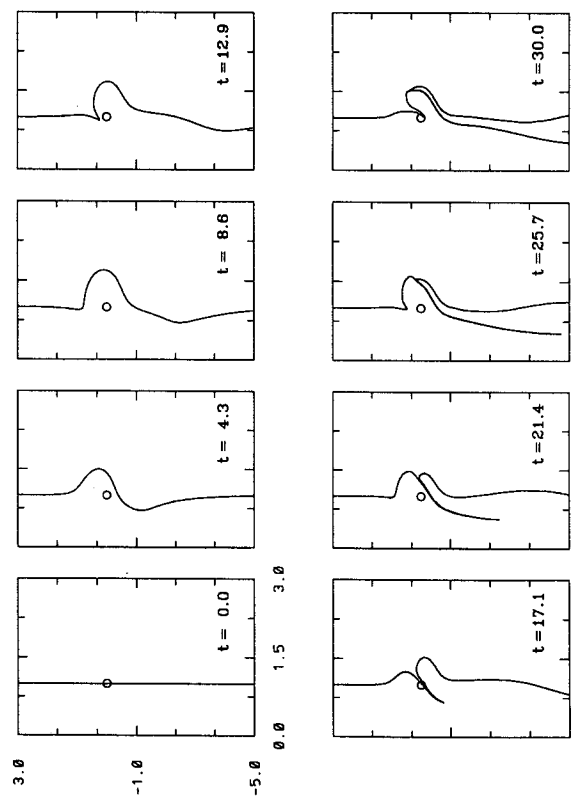 3.0
-1.0
-5.0
t = 0.0
t = 4.3
t = 8.6
t = 12.9
0.0 1.5 3.0
t = 17.1
t = 21.4
t = 25.7
t = 30.0